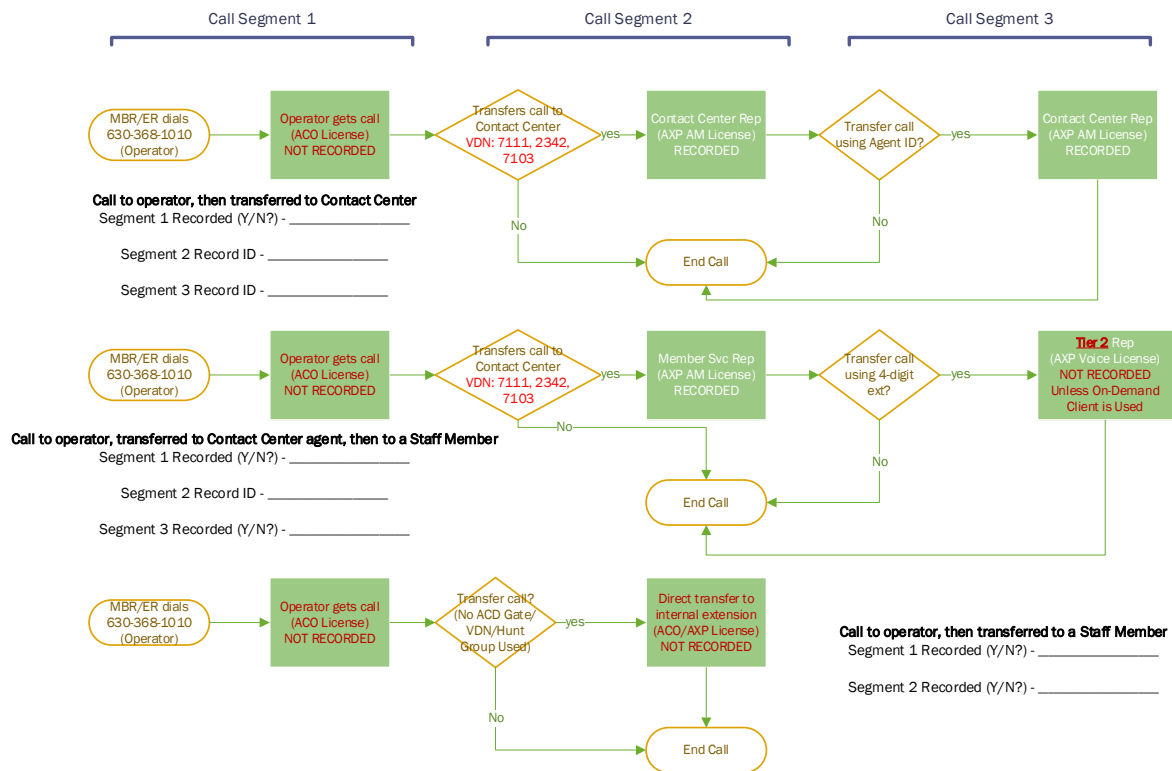 Call Segment 1
Call Segment 2
Call Segment 3
MBR/ER dials
630-368-1010
(Operator)
Operator gets call
(ACO License)
NOT RECORDED
Transfers call to
Contact Center
VDN: 7111, 2342,
7103
yes
Contact Center Rep
(AXP AM License)
RECORDED
Transfer call
using Agent ID?
yes
Contact Center Rep
(AXP AM License)
RECORDED
No
No
End Call
Call to operator, then transferred to Contact Center
Segment 1 Recorded (Y/N?) - ________________
Segment 2 Record ID - ________________
Segment 3 Record ID - ________________
MBR/ER dials
630-368-1010
(Operator)
Operator gets call
(ACO License)
NOT RECORDED
Transfers call to
Contact Center
VDN: 7111, 2342,
7103
yes
Member Svc Rep
(AXP AM License)
RECORDED
Transfer call
using 4-digit
ext?
yes
Tier 2 Rep
(AXP Voice License)
NOT RECORDED
Unless On-Demand
Client is Used
No
No
End Call
Call to operator, transferred to Contact Center agent, then to a Staff Member
Segment 1 Recorded (Y/N?) - ________________
Segment 2 Record ID - ________________
Segment 3 Recorded (Y/N?) - ________________
MBR/ER dials
630-368-1010
(Operator)
Operator gets call
(ACO License)
NOT RECORDED
Transfer call?
(No ACD Gate/
VDN/Hunt
Group Used)
yes
Direct transfer to
internal extension
(ACO/AXP License)
NOT RECORDED
No
End Call
Call to operator, then transferred to a Staff Member
Segment 1 Recorded (Y/N?) - ________________
Segment 2 Recorded (Y/N?) - ________________